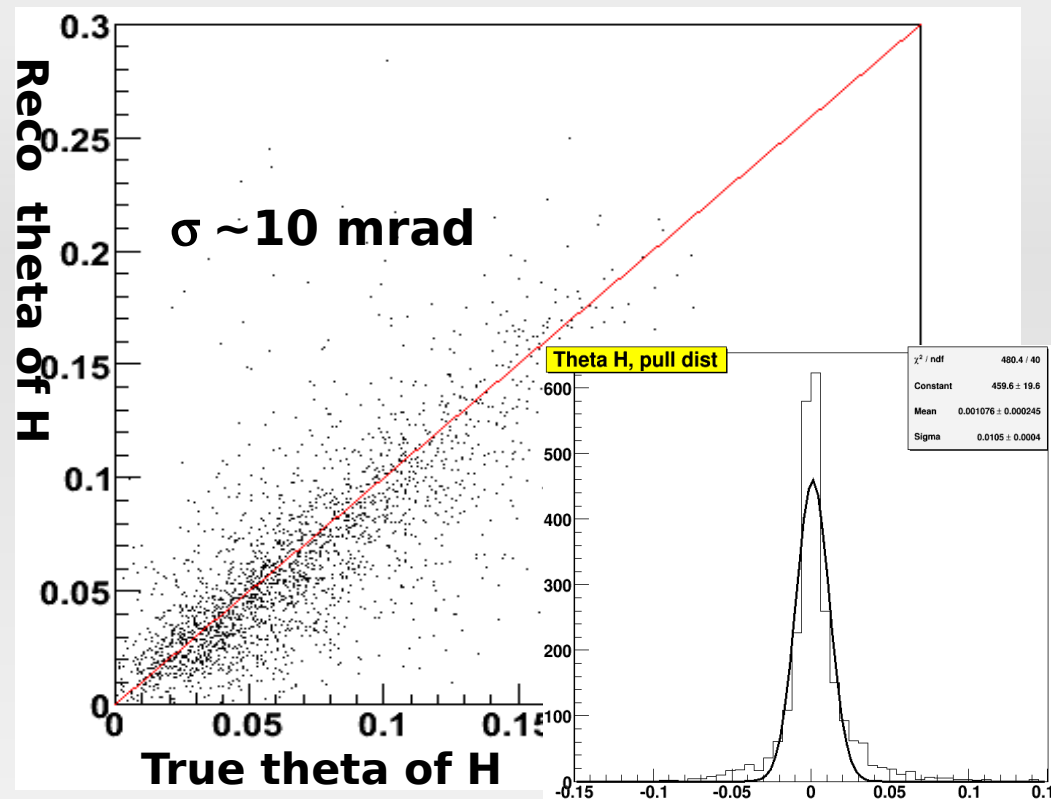 Reco theta of H
0.3
0.25
0.2
0.15
0.1
0.05
0
σ ~10 mrad
0 0.05 0.1 0.15
True theta of H
Theta H, pull dist
χ² / ndf 480.4 / 40
Constant 459.6 ± 19.6
Mean 0.001076 ± 0.000245
Sigma 0.0105 ± 0.0004
600
500
400
300
200
100
0
-0.15 -0.1 -0.05 0 0.05 0.1